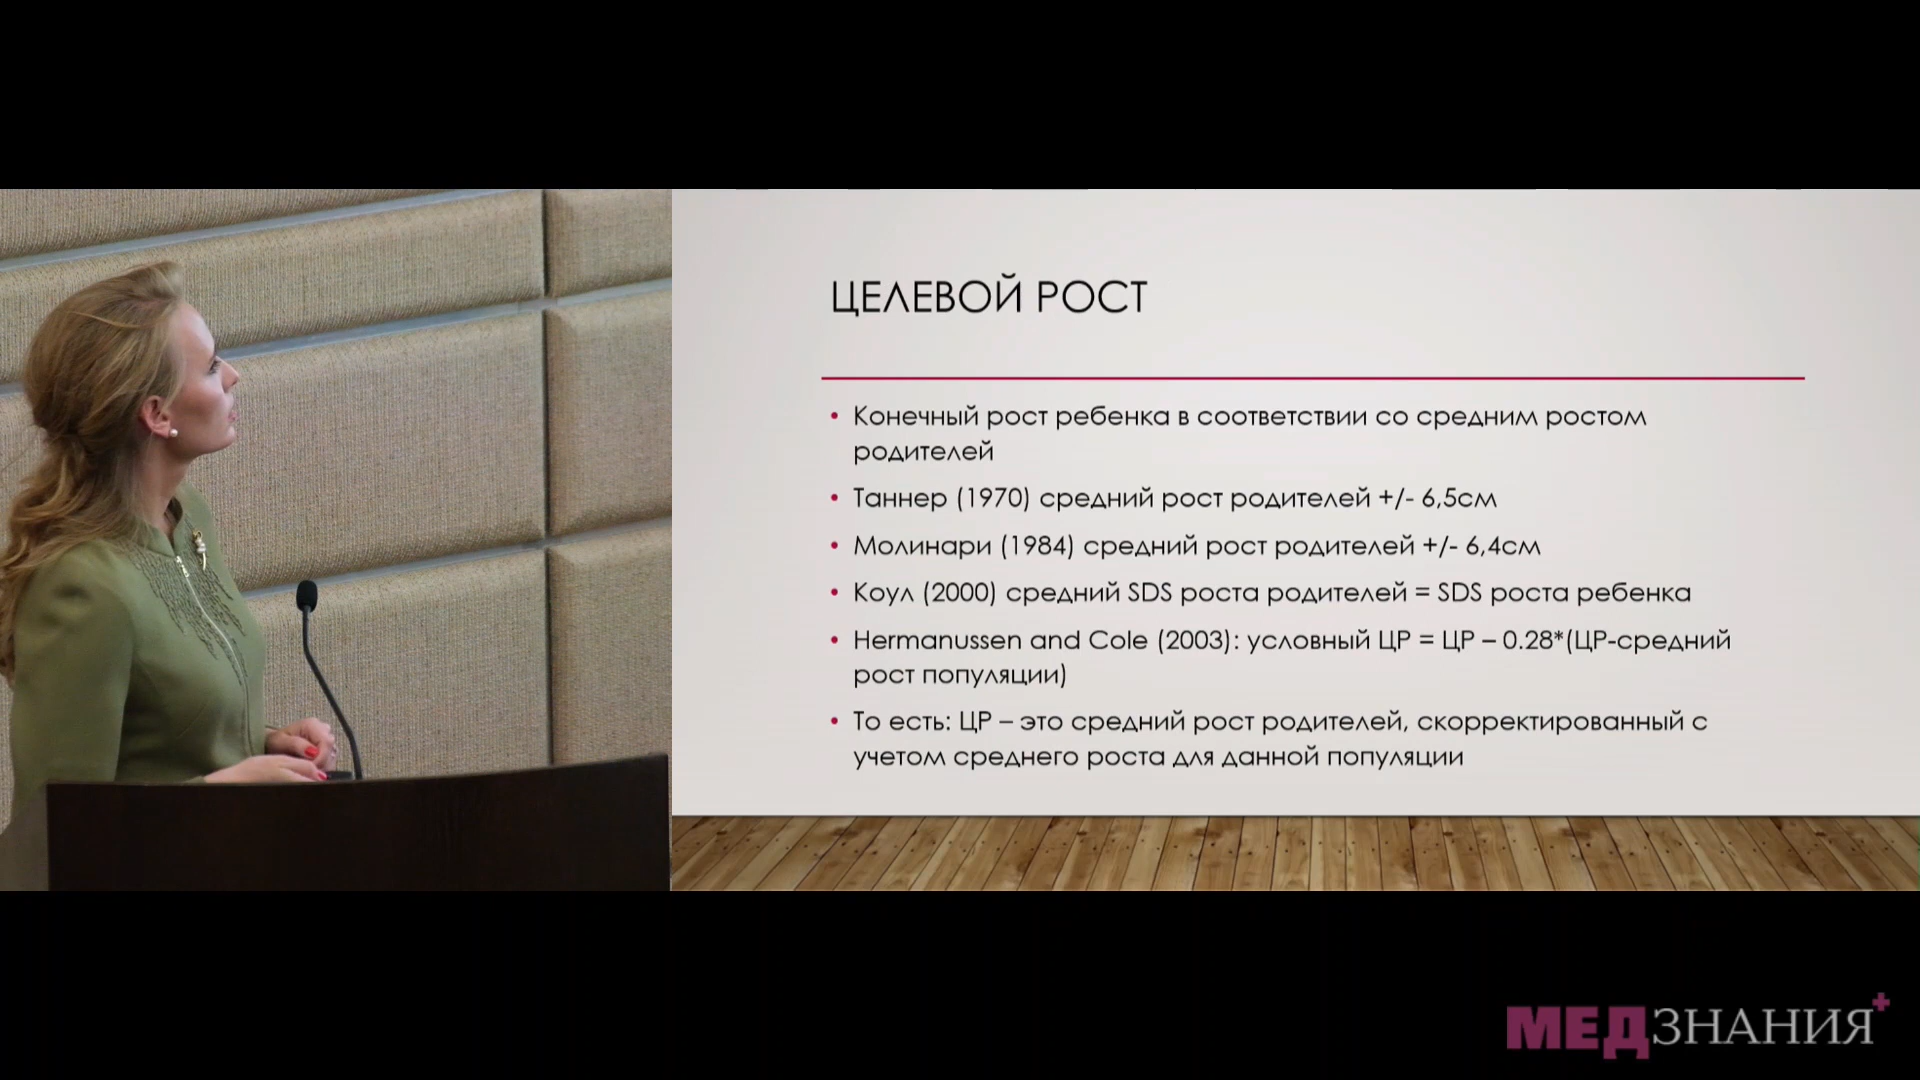 ЦЕЛЕВОЙ РОСТ
• Конечный рост ребенка в соответствии со средним ростом
родителей
• Таннер (1970) средний рост родителей +/- 6,5см
• Молинари (1984) средний рост родителей +/- 6,4см
• Коул (2000) средний SDS роста родителей = SDS роста ребенка
• Hermanussen and Cole (2003): условный ЦР = ЦР – 0.28*(ЦР-средний
рост популяции)
• То есть: ЦР – это средний рост родителей, скорректированный с
учетом среднего роста для данной популяции
МЕДЗНАНИЯ+